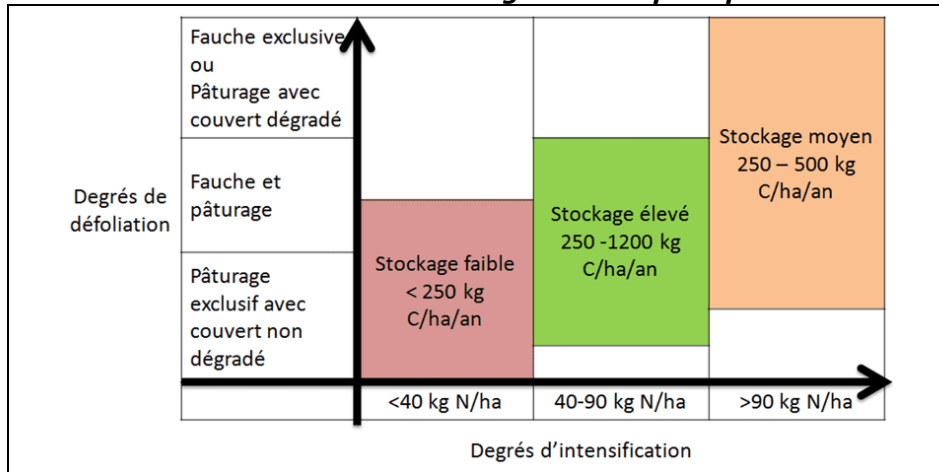 Fauche exclusive
ou
Pâturage avec
couvert dégradé
Fauche et
pâturage
Pâturage
exclusif avec
couvert non
dégradé
Degrés de
défoliation
Stockage faible
< 250 kg
C/ha/an
Stockage élevé
250 -1200 kg
C/ha/an
Stockage moyen
250 – 500 kg
C/ha/an
<40 kg N/ha
40-90 kg N/ha
>90 kg N/ha
Degrés d’intensification